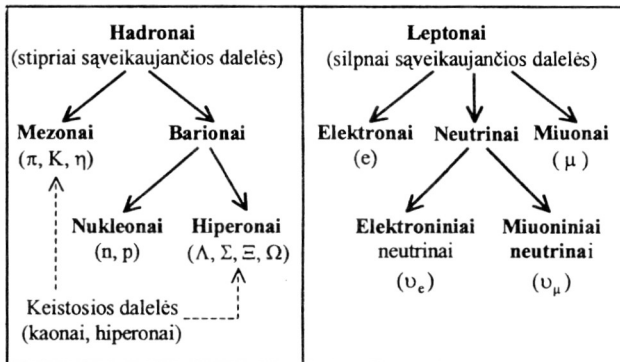 Hadronai
(stipriai sąveikaujančios dalelės)
Mezonai
(π, K, η)
Barionai
Nukleonai
(n, p)
Hiperonai
(Λ, Σ, Ξ, Ω)
Keistosios dalelės
(kaonai, hiperonai)
Leptonai
(silpnai sąveikaujančios dalelės)
Elektronai
(e)
Neutrinai
Miuonai
(μ)
Elektroniniai
neutrinai
(υₑ)
Miuoniniai
neutrinai
(υ_μ)